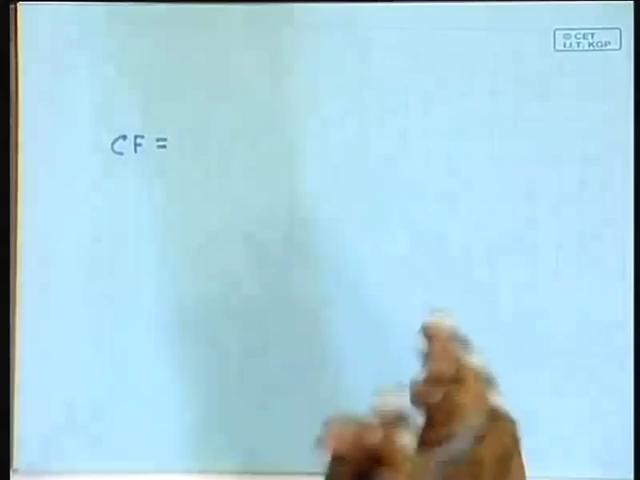 © CET
I.I.T. KGP
CF =